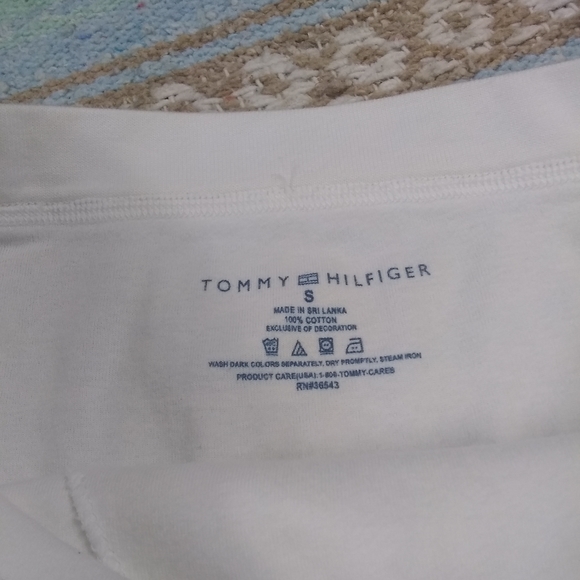 TOMMY HILFIGER
S
MADE IN SRI LANKA
100% COTTON
EXCLUSIVE OF DECORATION
WASH DARK COLORS SEPARATELY, DRY PROMPTLY, STEAM IRON
PRODUCT CARE(USA):1-866-TOMMY-CARES
RN#36543